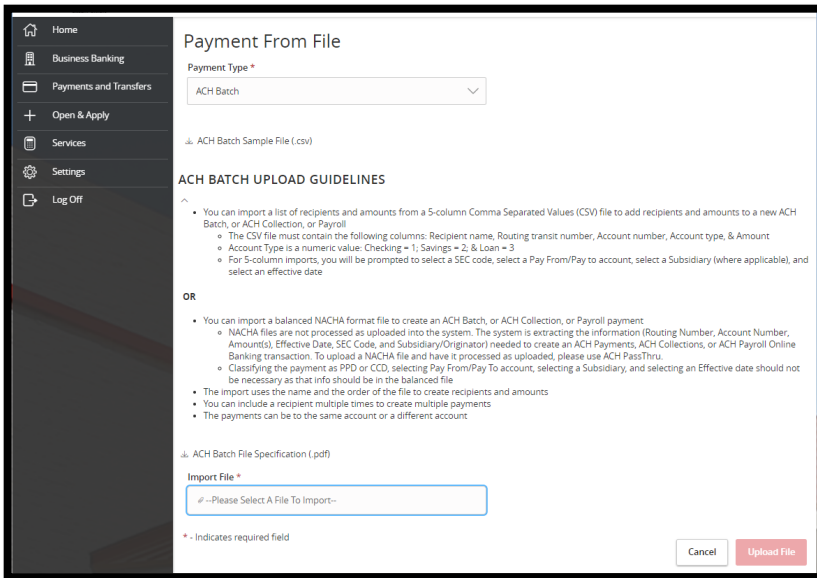 Home
Business Banking
Payments and Transfers
Open & Apply
Services
Settings
Log Off
Payment From File
Payment Type *
ACH Batch
ACH Batch Sample File (.csv)
ACH BATCH UPLOAD GUIDELINES
• You can import a list of recipients and amounts from a 5-column Comma Separated Values (CSV) file to add recipients and amounts to a new ACH
Batch, or ACH Collection, or Payroll
o The CSV file must contain the following columns: Recipient name, Routing transit number, Account number, Account type, & Amount
o Account Type is a numeric value: Checking = 1; Savings = 2; & Loan = 3
o For 5-column imports, you will be prompted to select a SEC code, select a Pay From/Pay to account, select a Subsidiary (where applicable), and
select an effective date
OR
• You can import a balanced NACHA format file to create an ACH Batch, or ACH Collection, or Payroll payment
o NACHA files are not processed as uploaded into the system. The system is extracting the information (Routing Number, Account Number,
Amount(s), Effective Date, SEC Code, and Subsidiary/Originator) needed to create an ACH Payments, ACH Collections, or ACH Payroll Online
Banking transaction. To upload a NACHA file and have it processed as uploaded, please use ACH PassThru.
o Classifying the payment as PPD or CCD, selecting Pay From/Pay To account, selecting a Subsidiary, and selecting an Effective date should not
be necessary as that info should be in the balanced file
• The import uses the name and the order of the file to create recipients and amounts
• You can include a recipient multiple times to create multiple payments
• The payments can be to the same account or a different account
ACH Batch File Specification (.pdf)
Import File *
--Please Select A File To Import--
* - Indicates required field
Cancel
Upload File